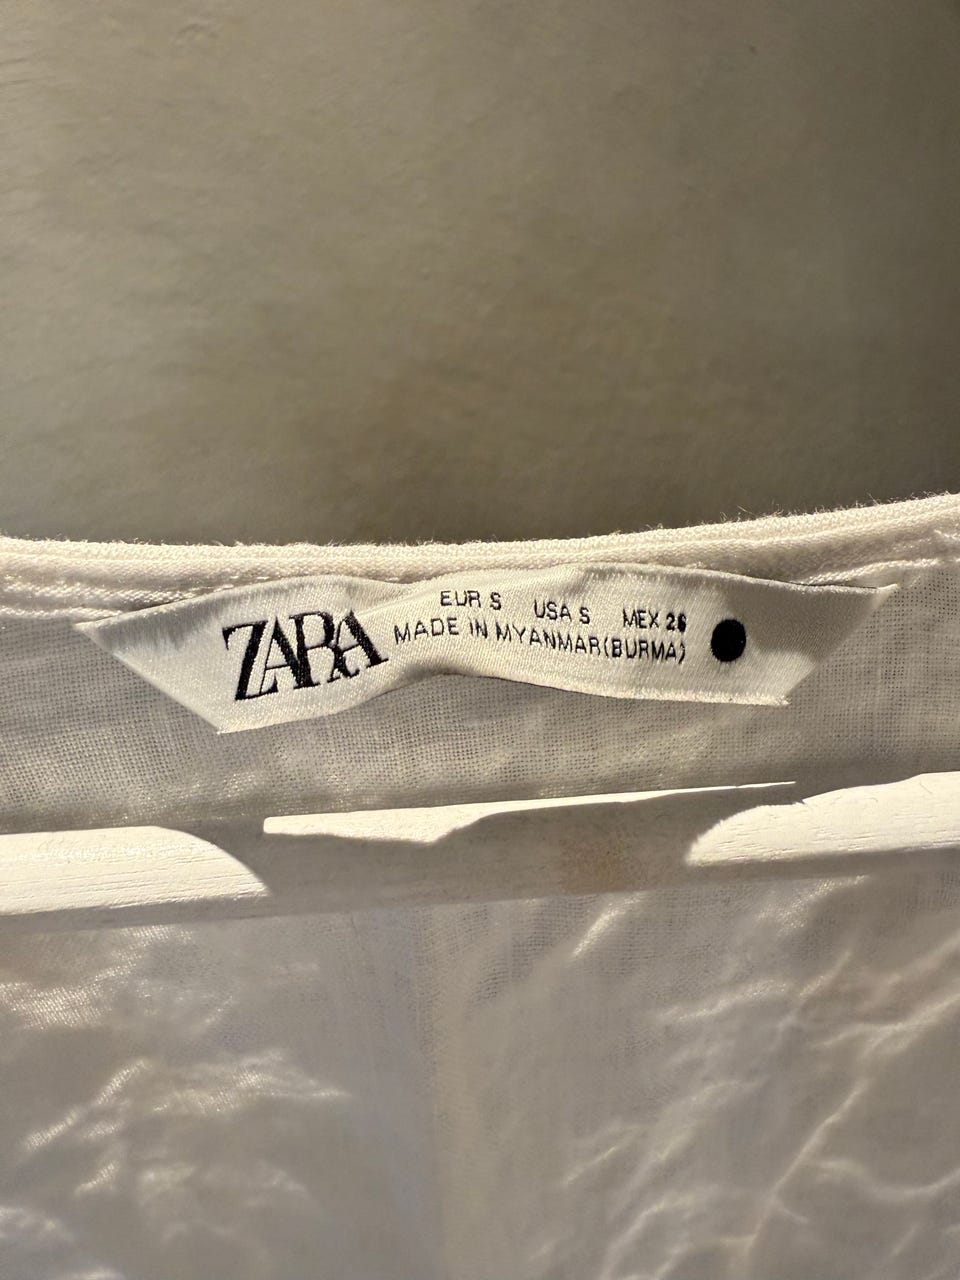 ZARA
EUR S USA S MEX 26
MADE IN MYANMAR(BURMA)